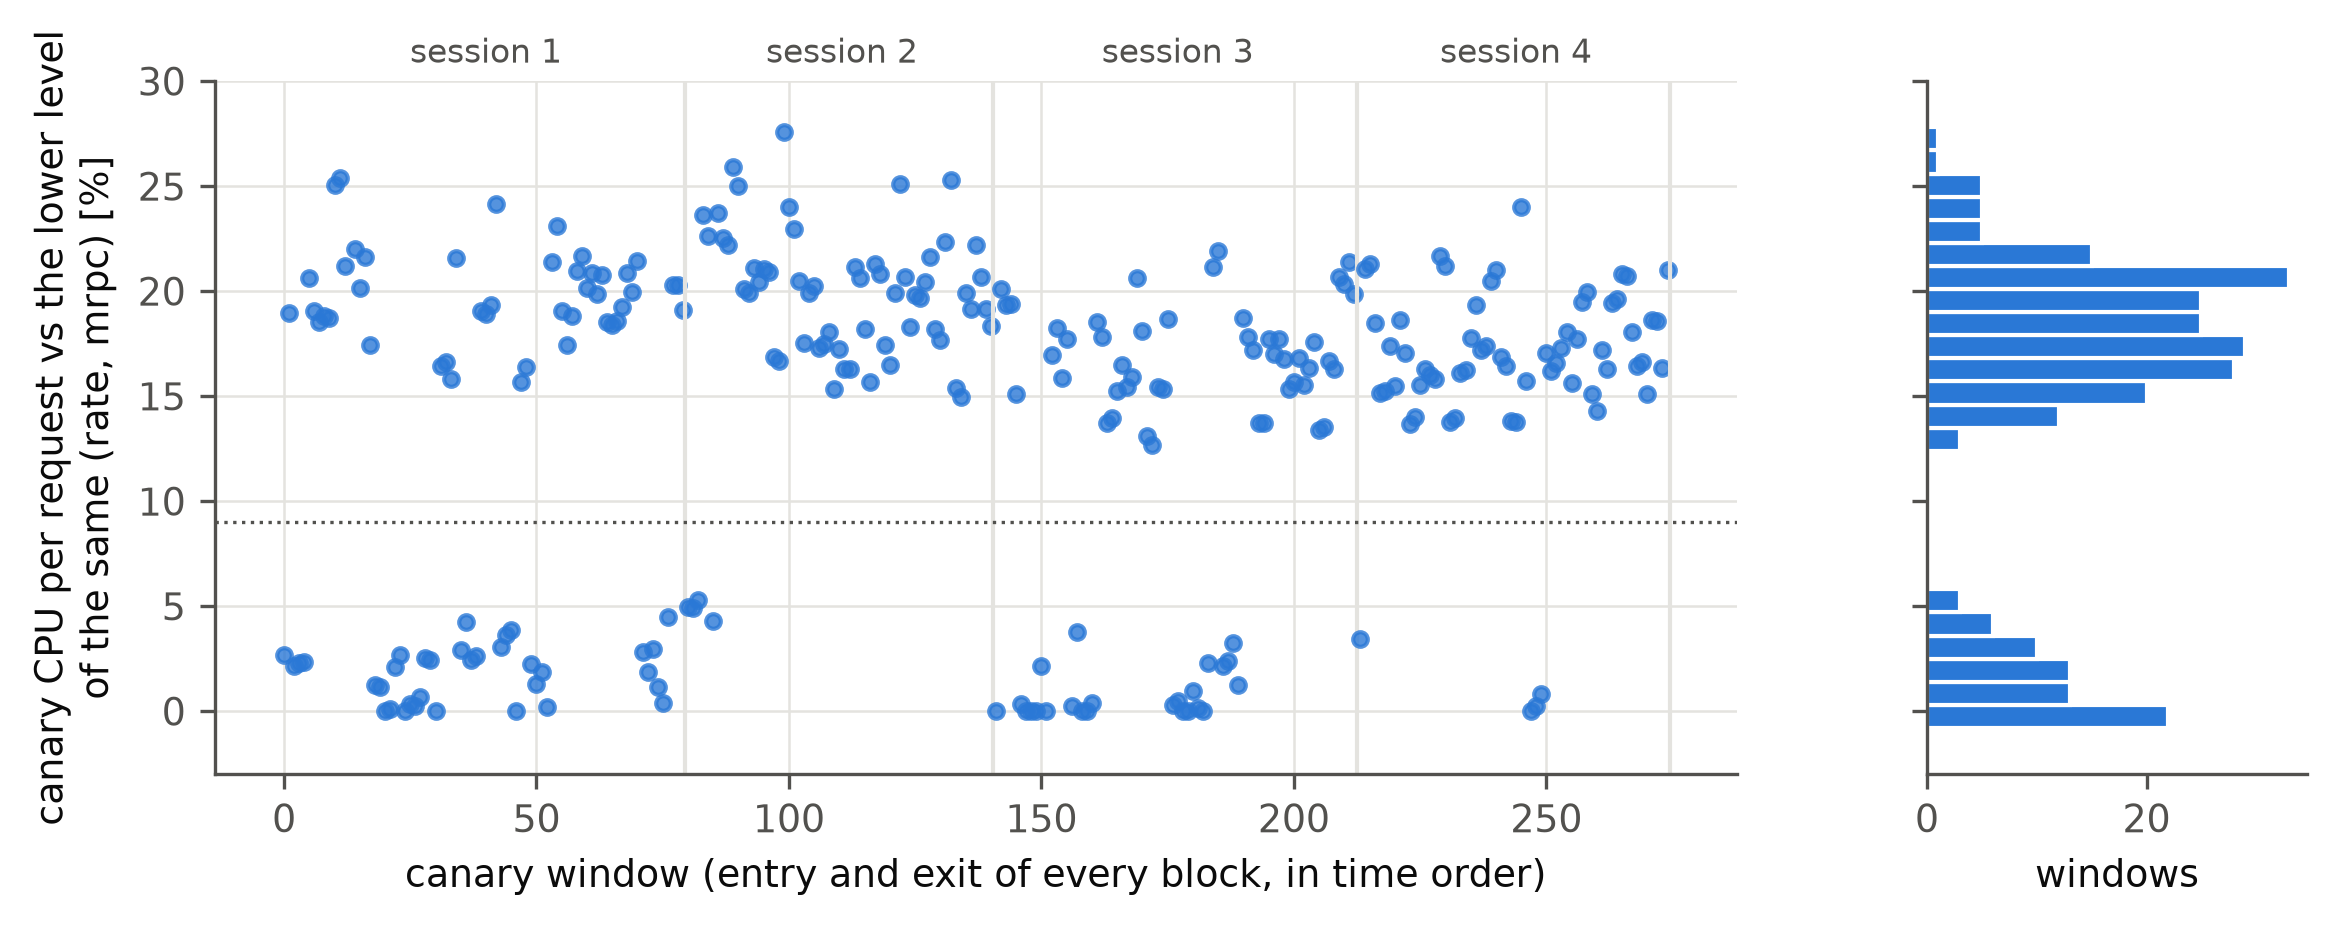 session 1
session 2
session 3
session 4
canary CPU per request vs the lower level
of the same (rate, mrpc) [%]
30
25
20
15
10
5
0
0
50
100
150
200
250
canary window (entry and exit of every block, in time order)
0
20
windows